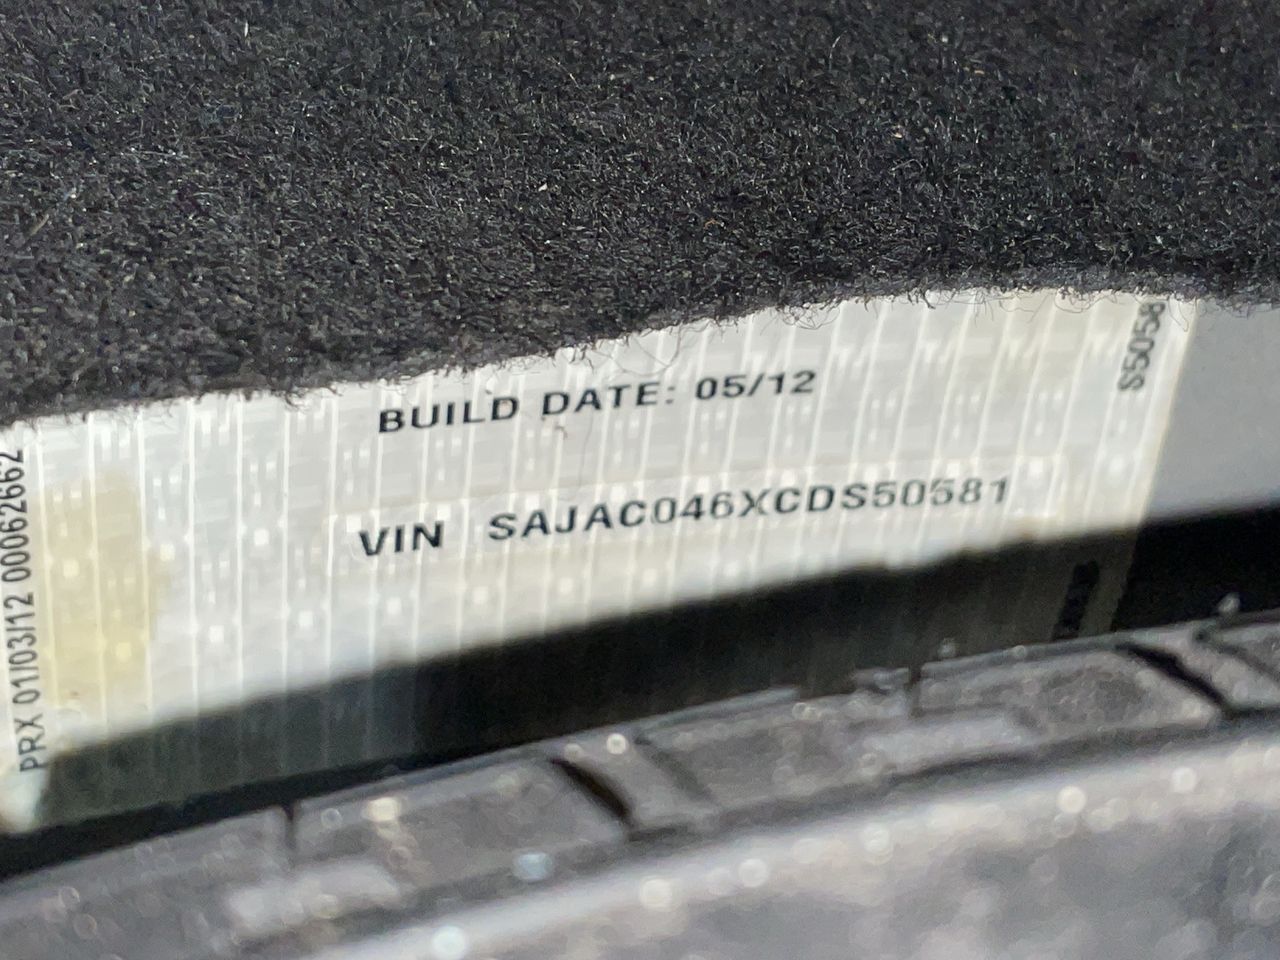 BUILD DATE: 05/12
VIN SAJAC046XCDS50581
PRX 01/03/12 00062662
S5058